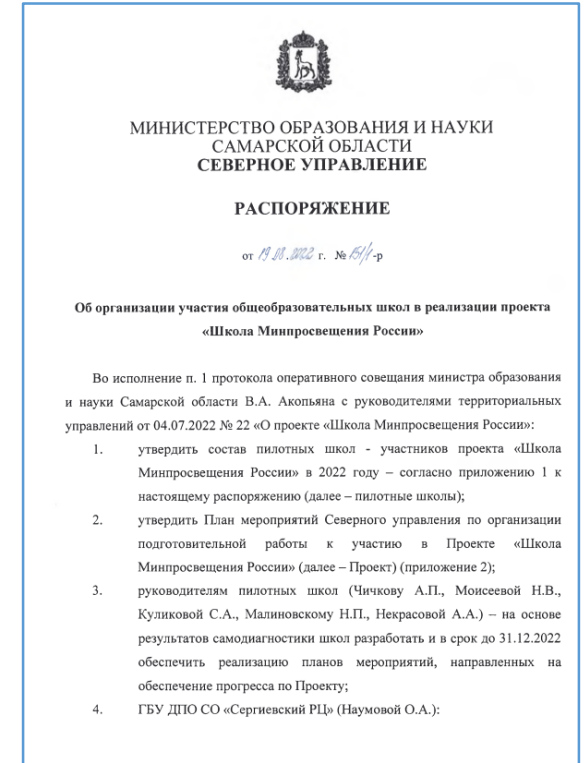 МИНИСТЕРСТВО ОБРАЗОВАНИЯ И НАУКИ
САМАРСКОЙ ОБЛАСТИ
СЕВЕРНОЕ УПРАВЛЕНИЕ
РАСПОРЯЖЕНИЕ
от 19.08.2022 г. № 151/1-р
Об организации участия общеобразовательных школ в реализации проекта
«Школа Минпросвещения России»
Во исполнение п. 1 протокола оперативного совещания министра образования
и науки Самарской области В.А. Акопьяна с руководителями территориальных
управлений от 04.07.2022 № 22 «О проекте «Школа Минпросвещения России»:
1. утвердить состав пилотных школ - участников проекта «Школа
Минпросвещения России» в 2022 году – согласно приложению 1 к
настоящему распоряжению (далее – пилотные школы);
2. утвердить План мероприятий Северного управления по организации
подготовительной работы к участию в Проекте «Школа
Минпросвещения России» (далее – Проект) (приложение 2);
3. руководителям пилотных школ (Чичкову А.П., Моисеевой Н.В.,
Куликовой С.А., Малиновскому Н.П., Некрасовой А.А.) – на основе
результатов самодиагностики школ разработать и в срок до 31.12.2022
обеспечить реализацию планов мероприятий, направленных на
обеспечение прогресса по Проекту;
4. ГБУ ДПО СО «Сергиевский РЦ» (Наумовой О.А.):